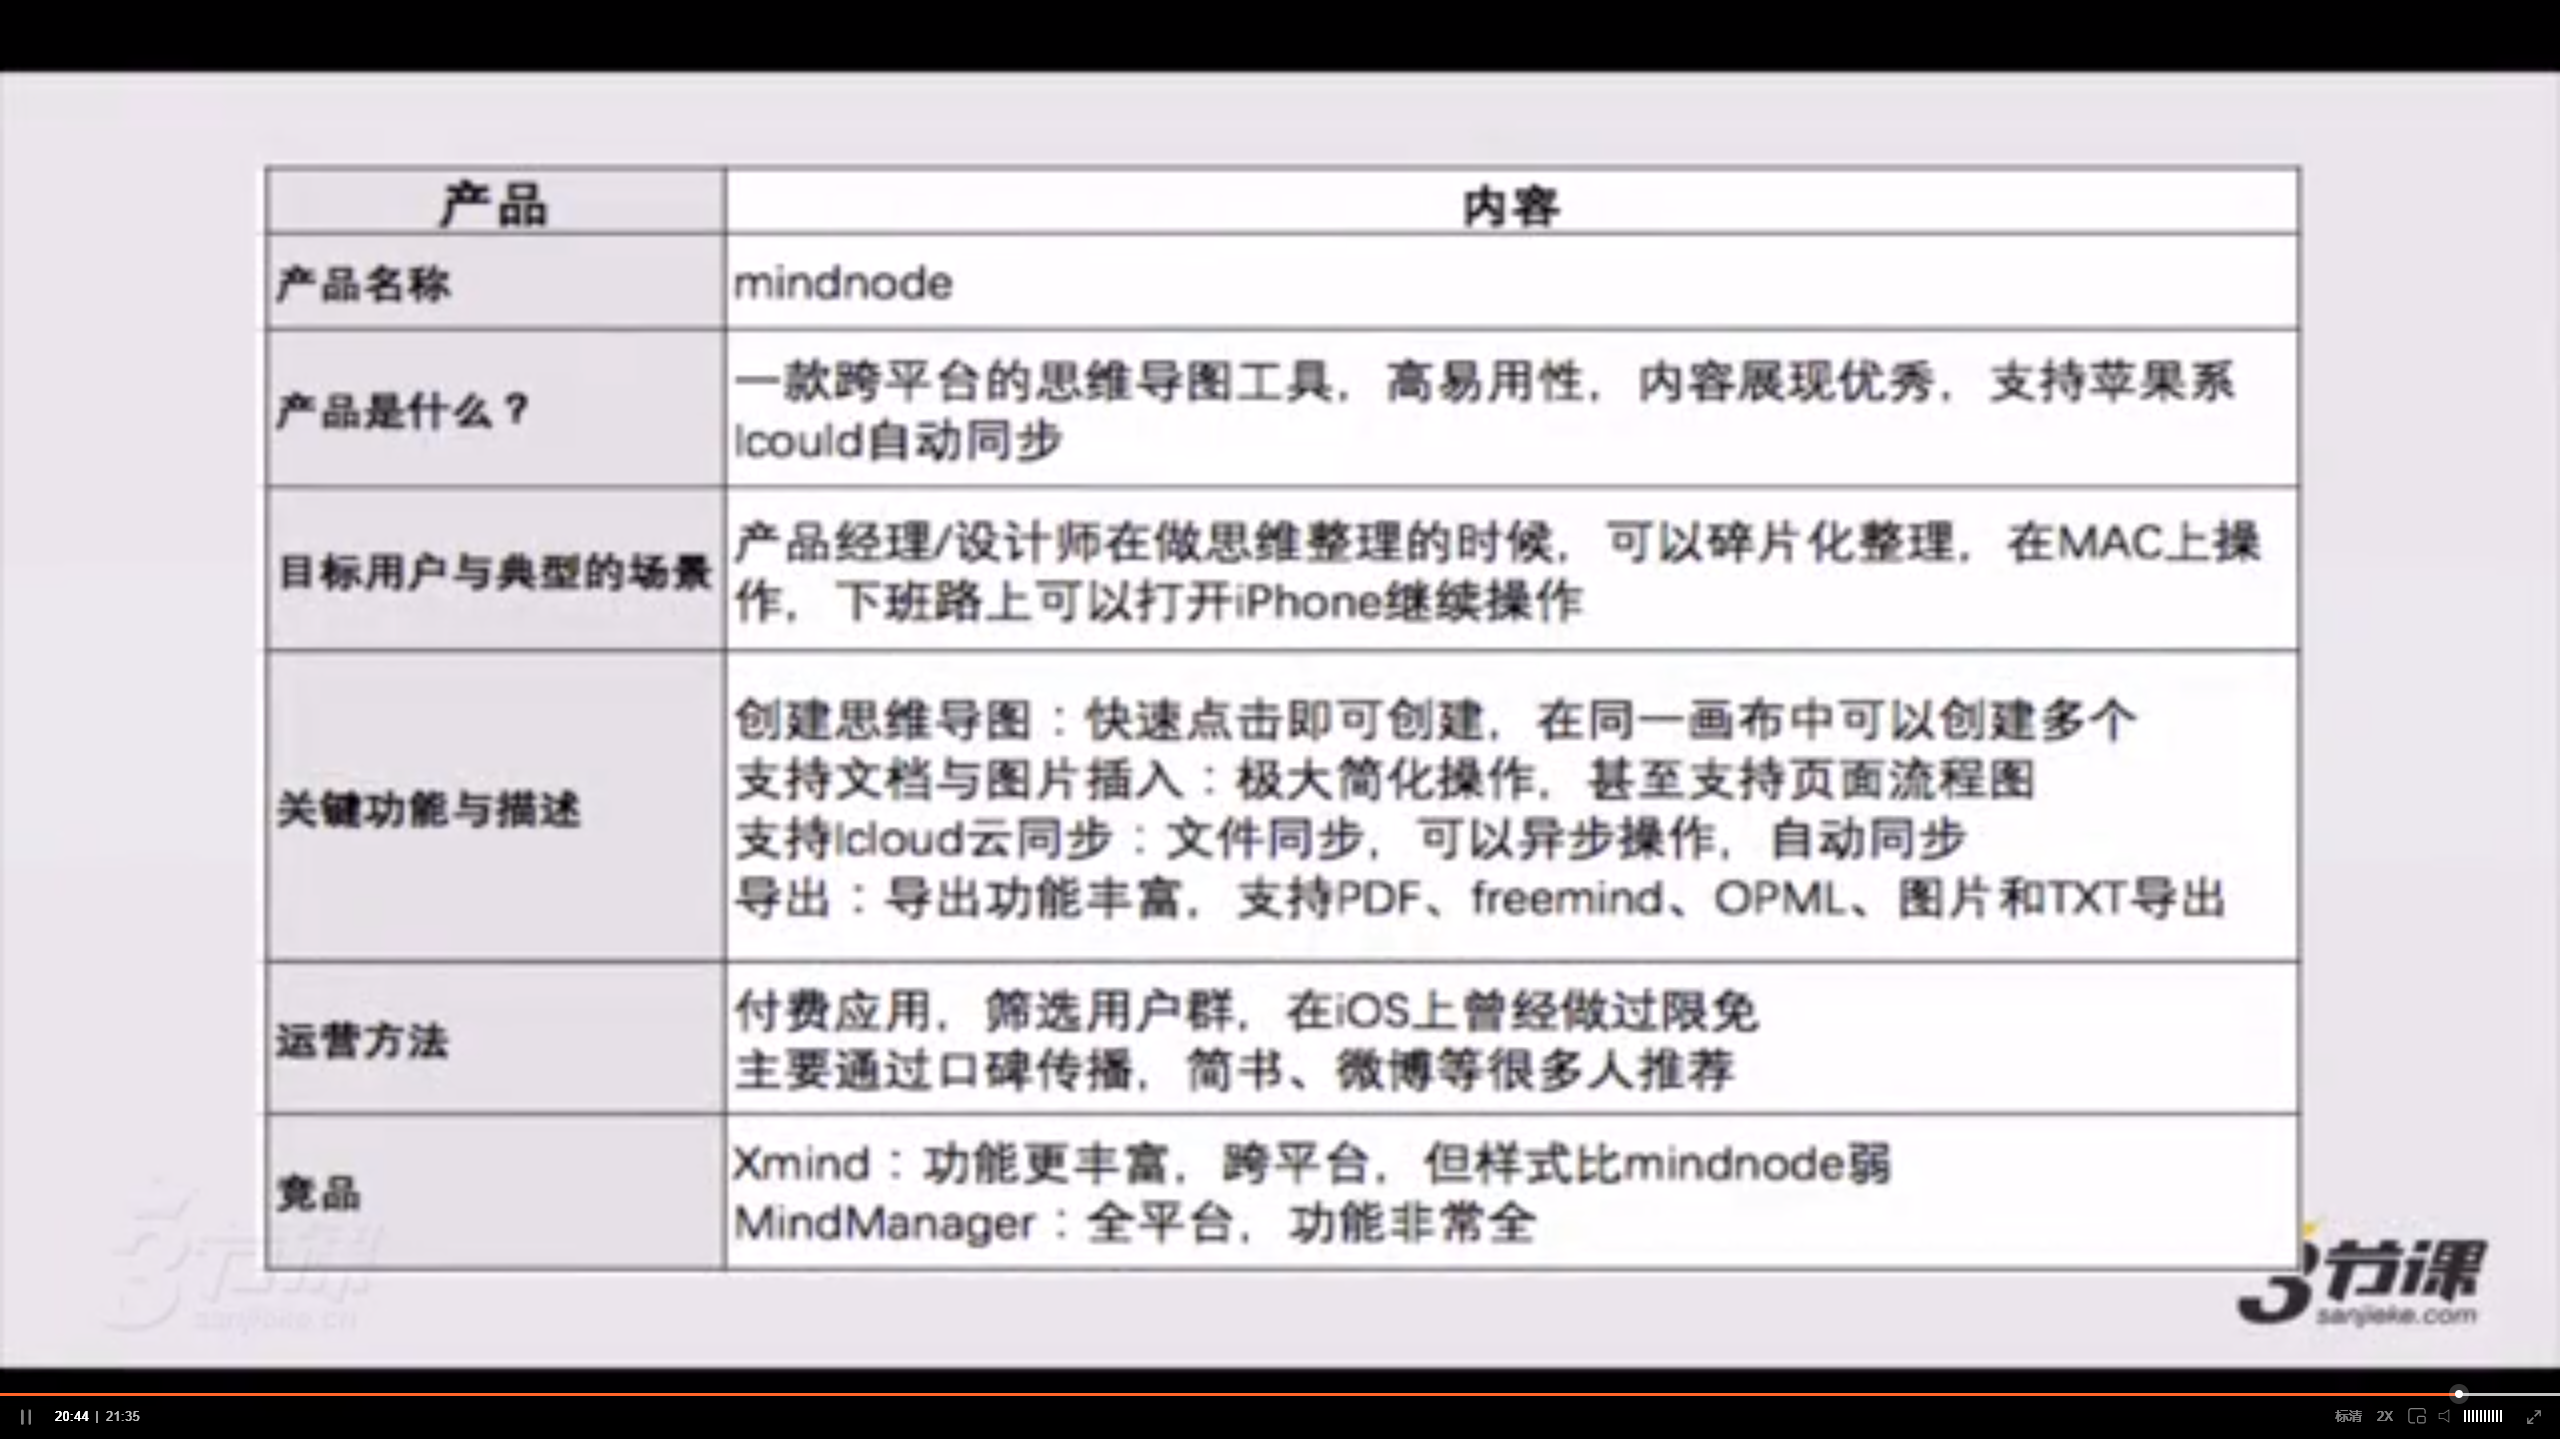 产品 内容
产品名称 mindnode
产品是什么？ 一款跨平台的思维导图工具，高易用性，内容展现优秀，支持苹果系
Icould自动同步
目标用户与典型的场景 产品经理/设计师在做思维整理的时候，可以碎片化整理，在MAC上操
作，下班路上可以打开iPhone继续操作
关键功能与描述 创建思维导图：快速点击即可创建，在同一画布中可以创建多个
支持文档与图片插入：极大简化操作，甚至支持页面流程图
支持Icloud云同步：文件同步，可以异步操作，自动同步
导出：导出功能丰富，支持PDF、freemind、OPML、图片和TXT导出
运营方法 付费应用，筛选用户群，在iOS上曾经做过限免
主要通过口碑传播，简书、微博等很多人推荐
竞品 Xmind：功能更丰富，跨平台，但样式比mindnode弱
MindManager：全平台，功能非常全
3节课
sanjieke.cn
3节课
sanjieke.com
20:44 | 21:35 标清 2X